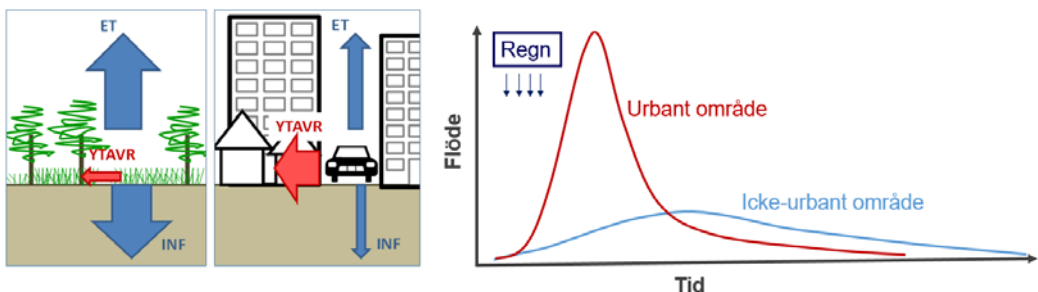 ET
YTAVR
INF
ET
YTAVR
INF
Regn
Urbant område
Icke-urbant område
Flöde
Tid